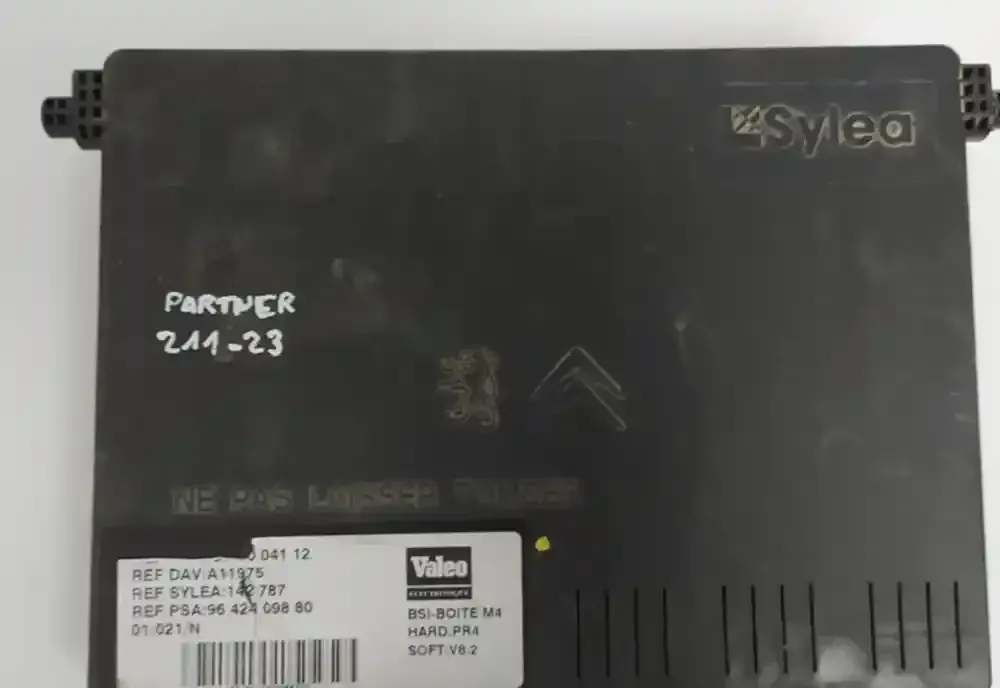 Sylea
PARTNER
211-23
NE PAS LAISSER TOMBER
041 12
REF DAV:A11975
REF SYLEA:142 787
REF PSA:96 424 098 80
01 021/N
Valeo
ELECTRONIQUE
BSI-BOITE M4
HARD:PR4
SOFT:V8.2